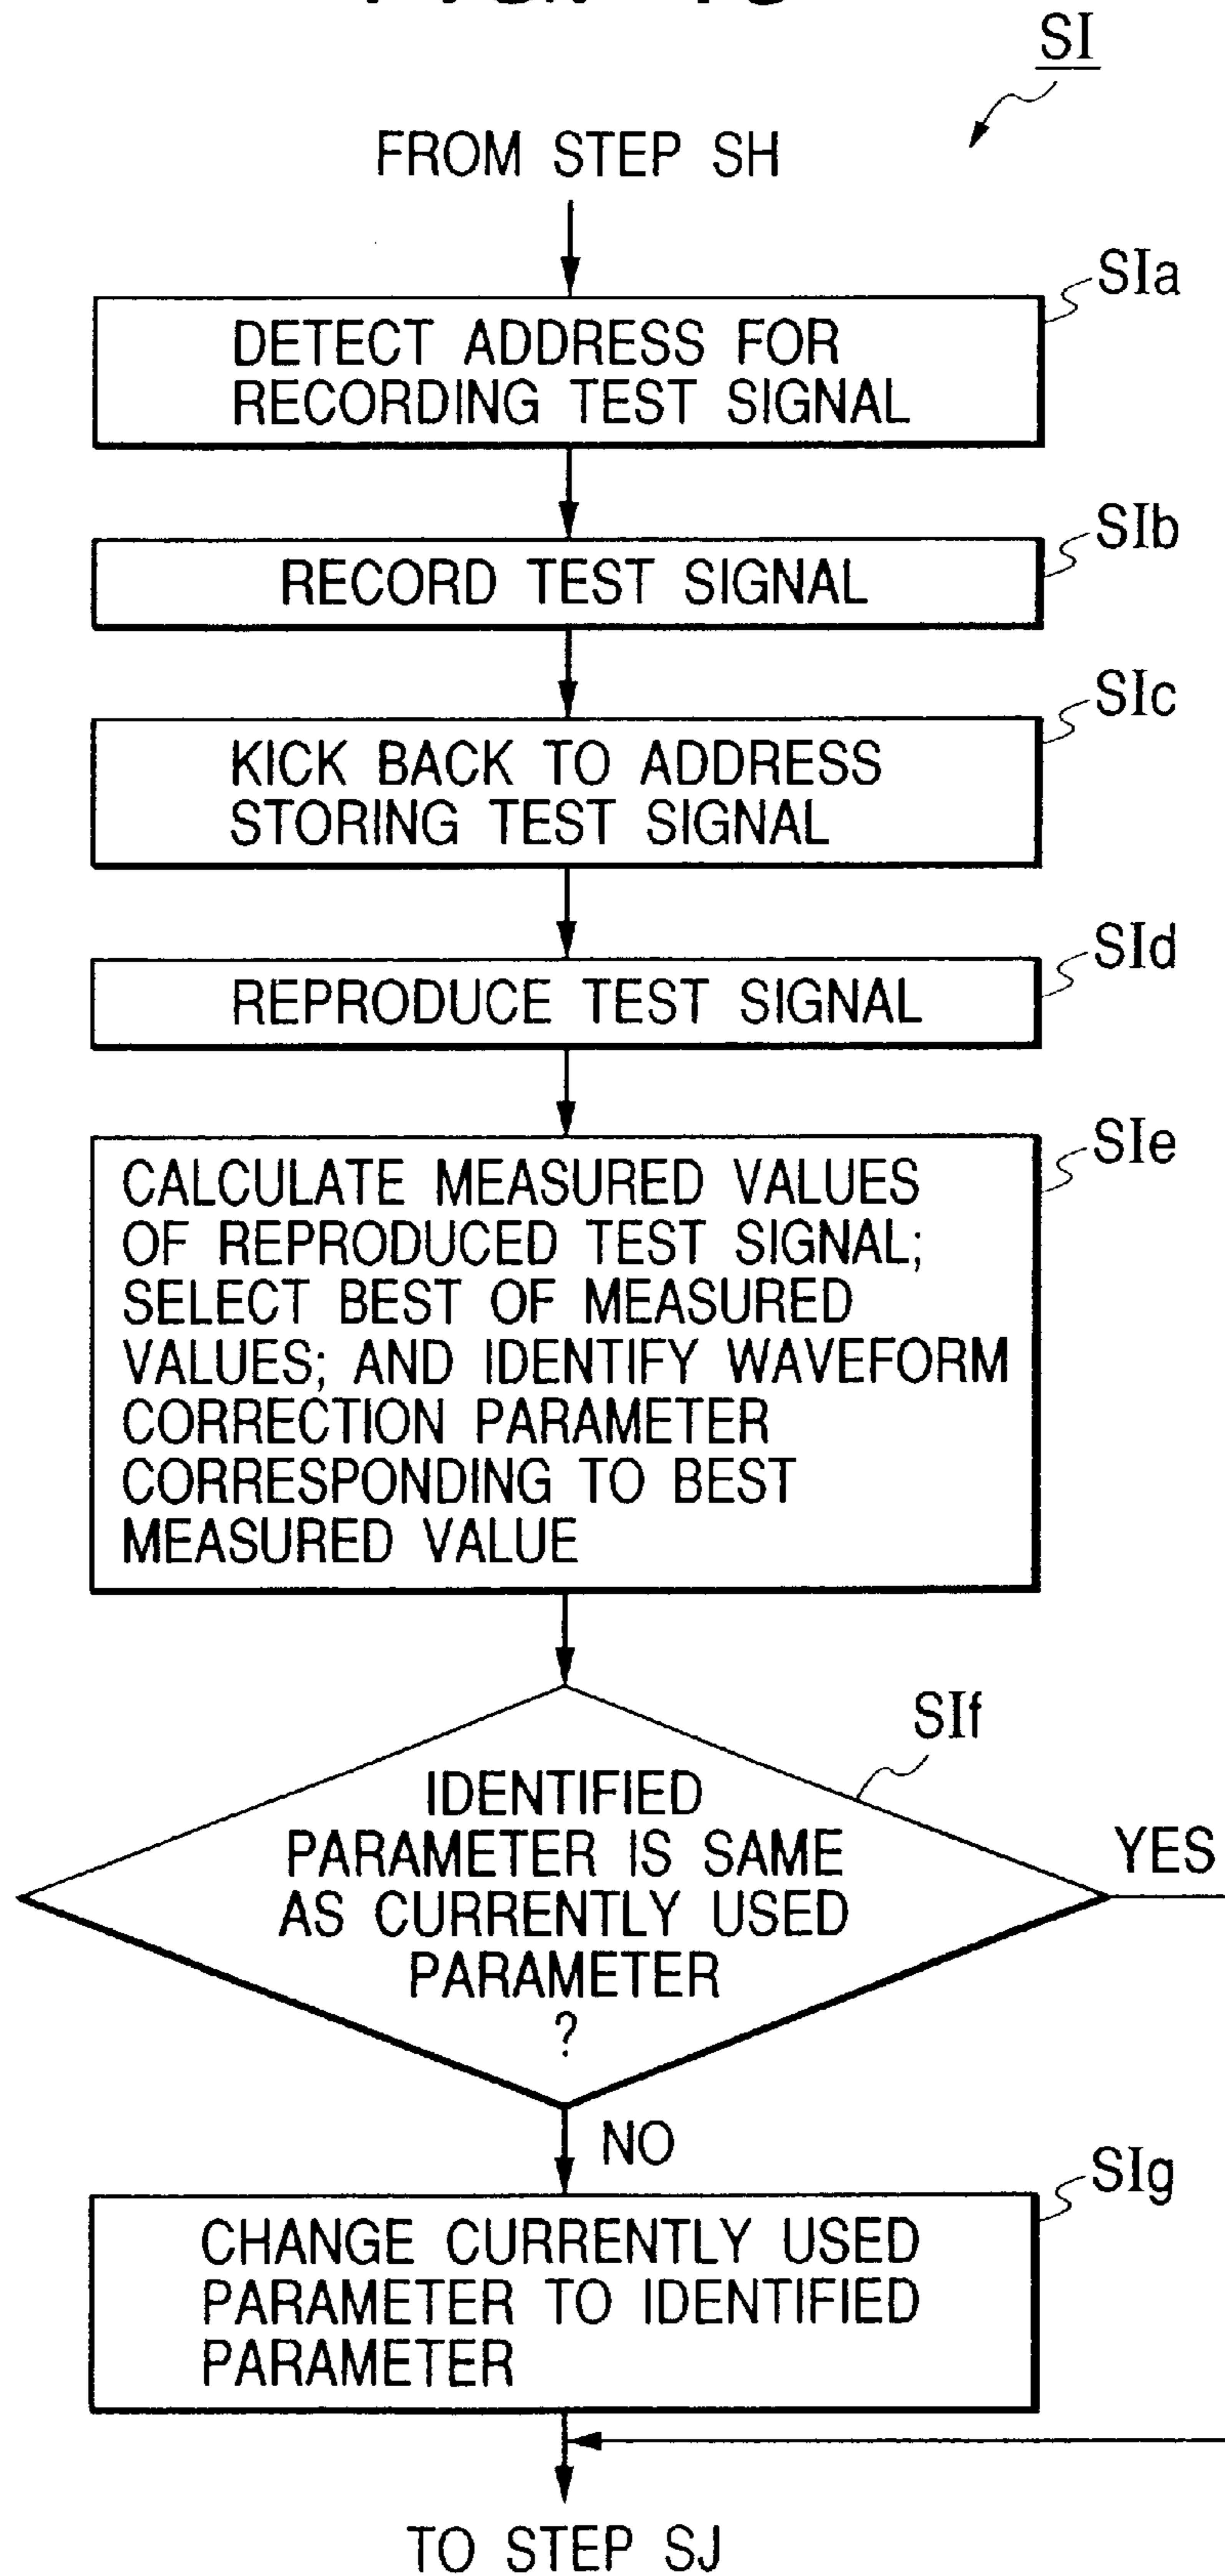 SI
FROM STEP SH
SIa
DETECT ADDRESS FOR
RECORDING TEST SIGNAL
SIb
RECORD TEST SIGNAL
SIc
KICK BACK TO ADDRESS
STORING TEST SIGNAL
SId
REPRODUCE TEST SIGNAL
SIe
CALCULATE MEASURED VALUES
OF REPRODUCED TEST SIGNAL;
SELECT BEST OF MEASURED
VALUES; AND IDENTIFY WAVEFORM
CORRECTION PARAMETER
CORRESPONDING TO BEST
MEASURED VALUE
SIf
IDENTIFIED
PARAMETER IS SAME
AS CURRENTLY USED
PARAMETER
?
YES
NO
SIg
CHANGE CURRENTLY USED
PARAMETER TO IDENTIFIED
PARAMETER
TO STEP SJ